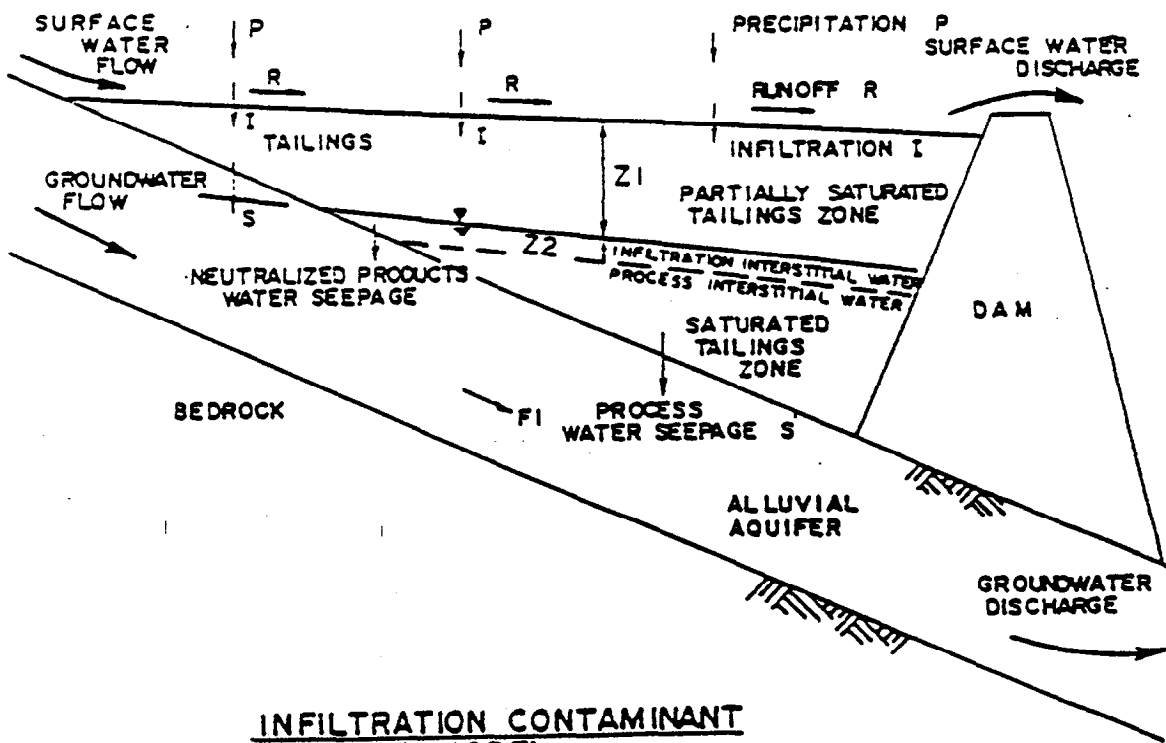 SURFACE
WATER
FLOW
P
P
PRECIPITATION P
SURFACE WATER
DISCHARGE
R
R
RUNOFF R
I
I
INFILTRATION I
TAILINGS
Z1
GROUNDWATER
FLOW
PARTIALLY SATURATED
TAILINGS ZONE
S
Z2
INFILTRATION INTERSTITIAL WATER
PROCESS INTERSTITIAL WATER
NEUTRALIZED PRODUCTS
WATER SEEPAGE
DAM
SATURATED
TAILINGS
ZONE
BEDROCK
F1
PROCESS
WATER SEEPAGE S
ALLUVIAL
AQUIFER
GROUNDWATER
DISCHARGE
INFILTRATION CONTAMINANT